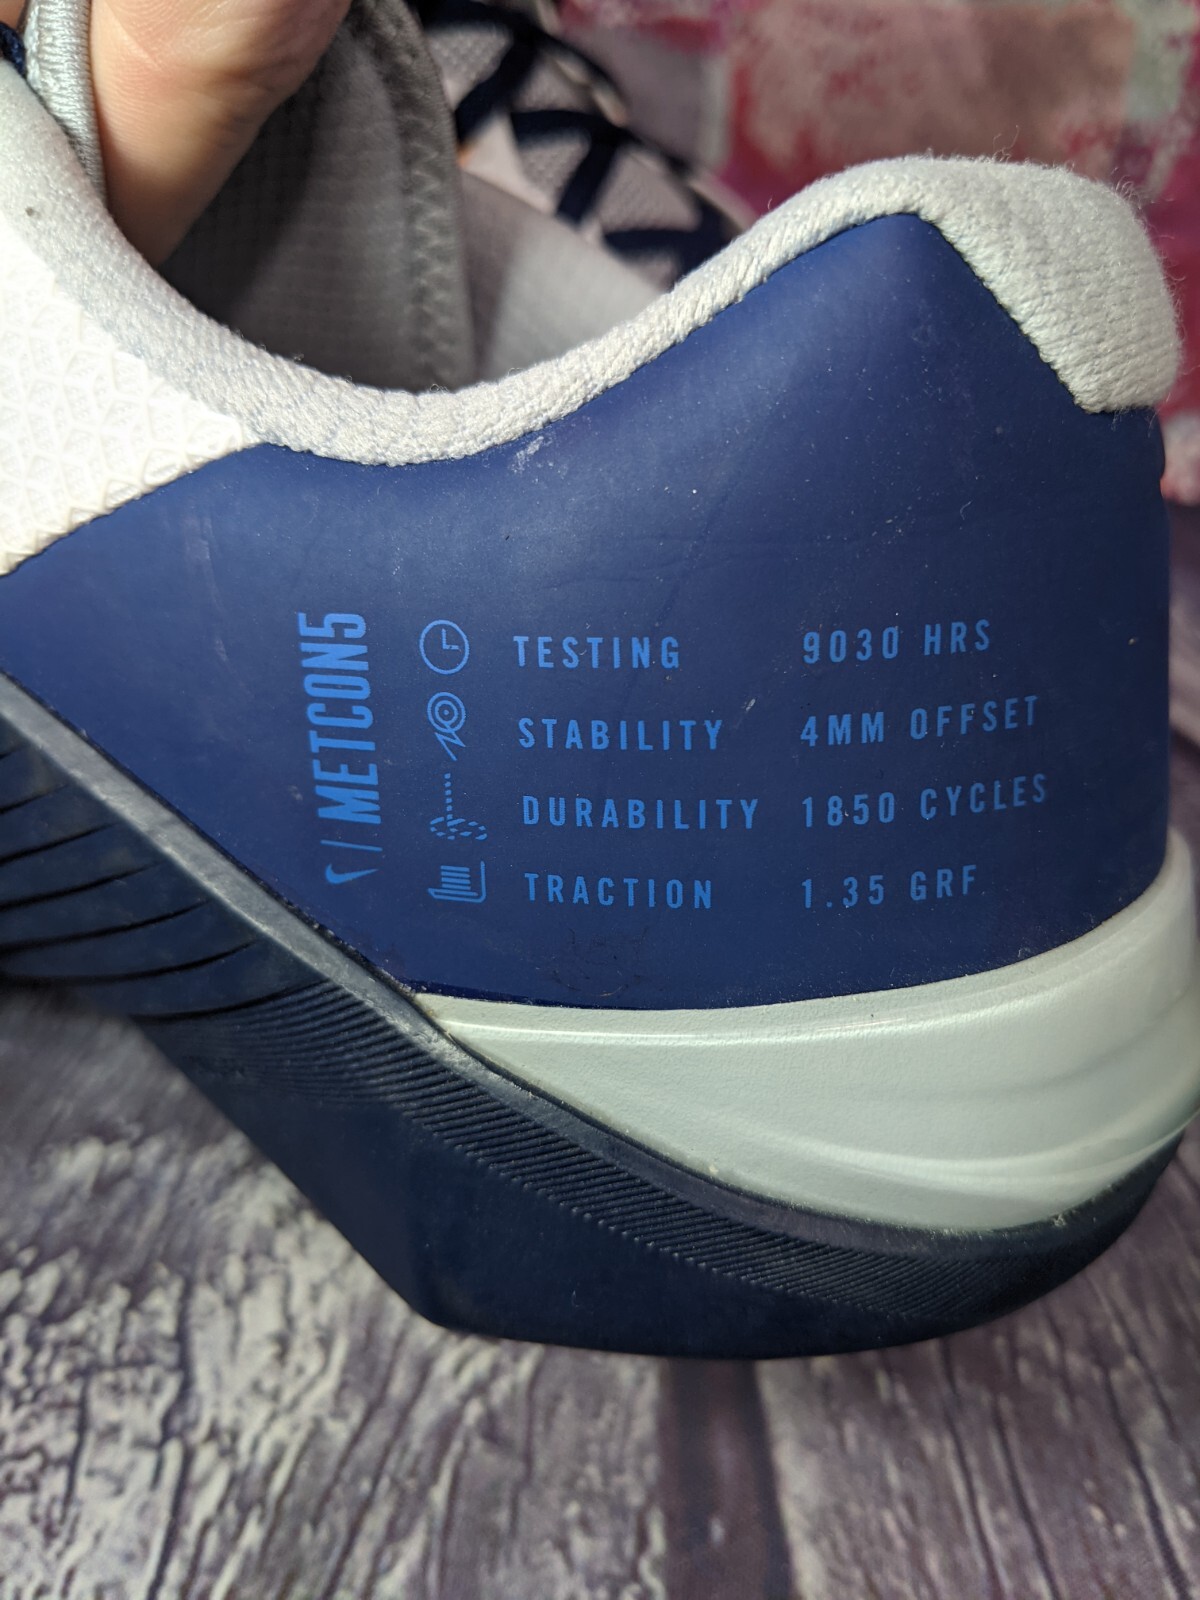 METCON5
TESTING 9030 HRS
STABILITY 4MM OFFSET
DURABILITY 1850 CYCLES
TRACTION 1.35 GRF